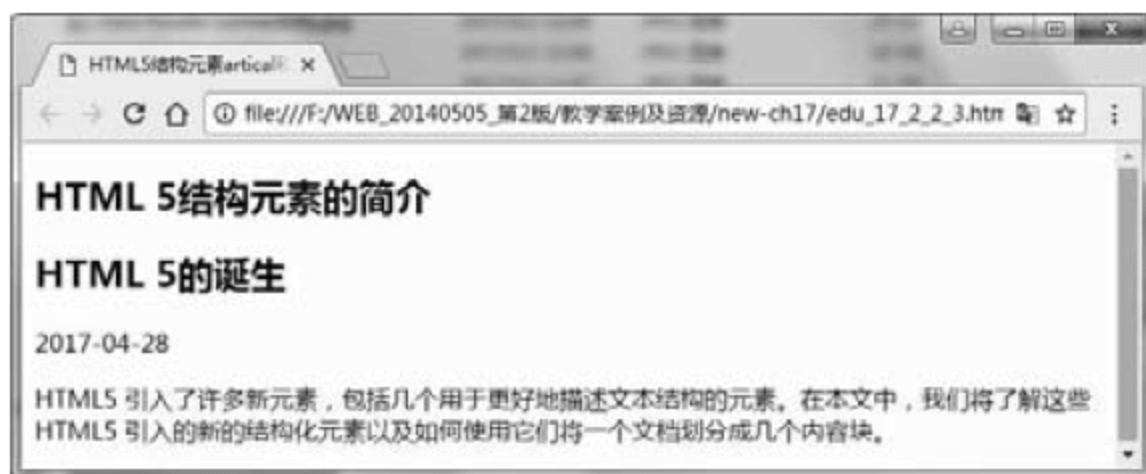 HTML5结构元素artical
file:///F:/WEB_20140505_第2版/教学案例及资源/new-ch17/edu_17_2_2_3.htm
HTML 5结构元素的简介
HTML 5的诞生
2017-04-28
HTML5 引入了许多新元素，包括几个用于更好地描述文本结构的元素。在本文中，我们将了解这些
HTML5 引入的新的结构化元素以及如何使用它们将一个文档划分成几个内容块。